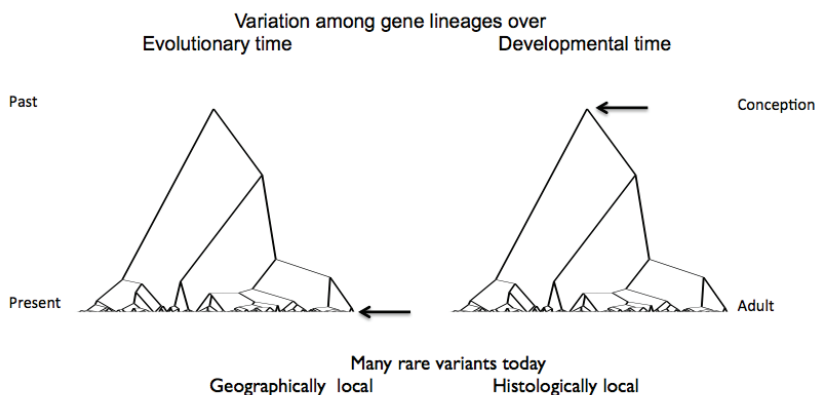 Variation among gene lineages over
Evolutionary time Developmental time
Past Conception
Present Adult
Many rare variants today
Geographically local Histologically local